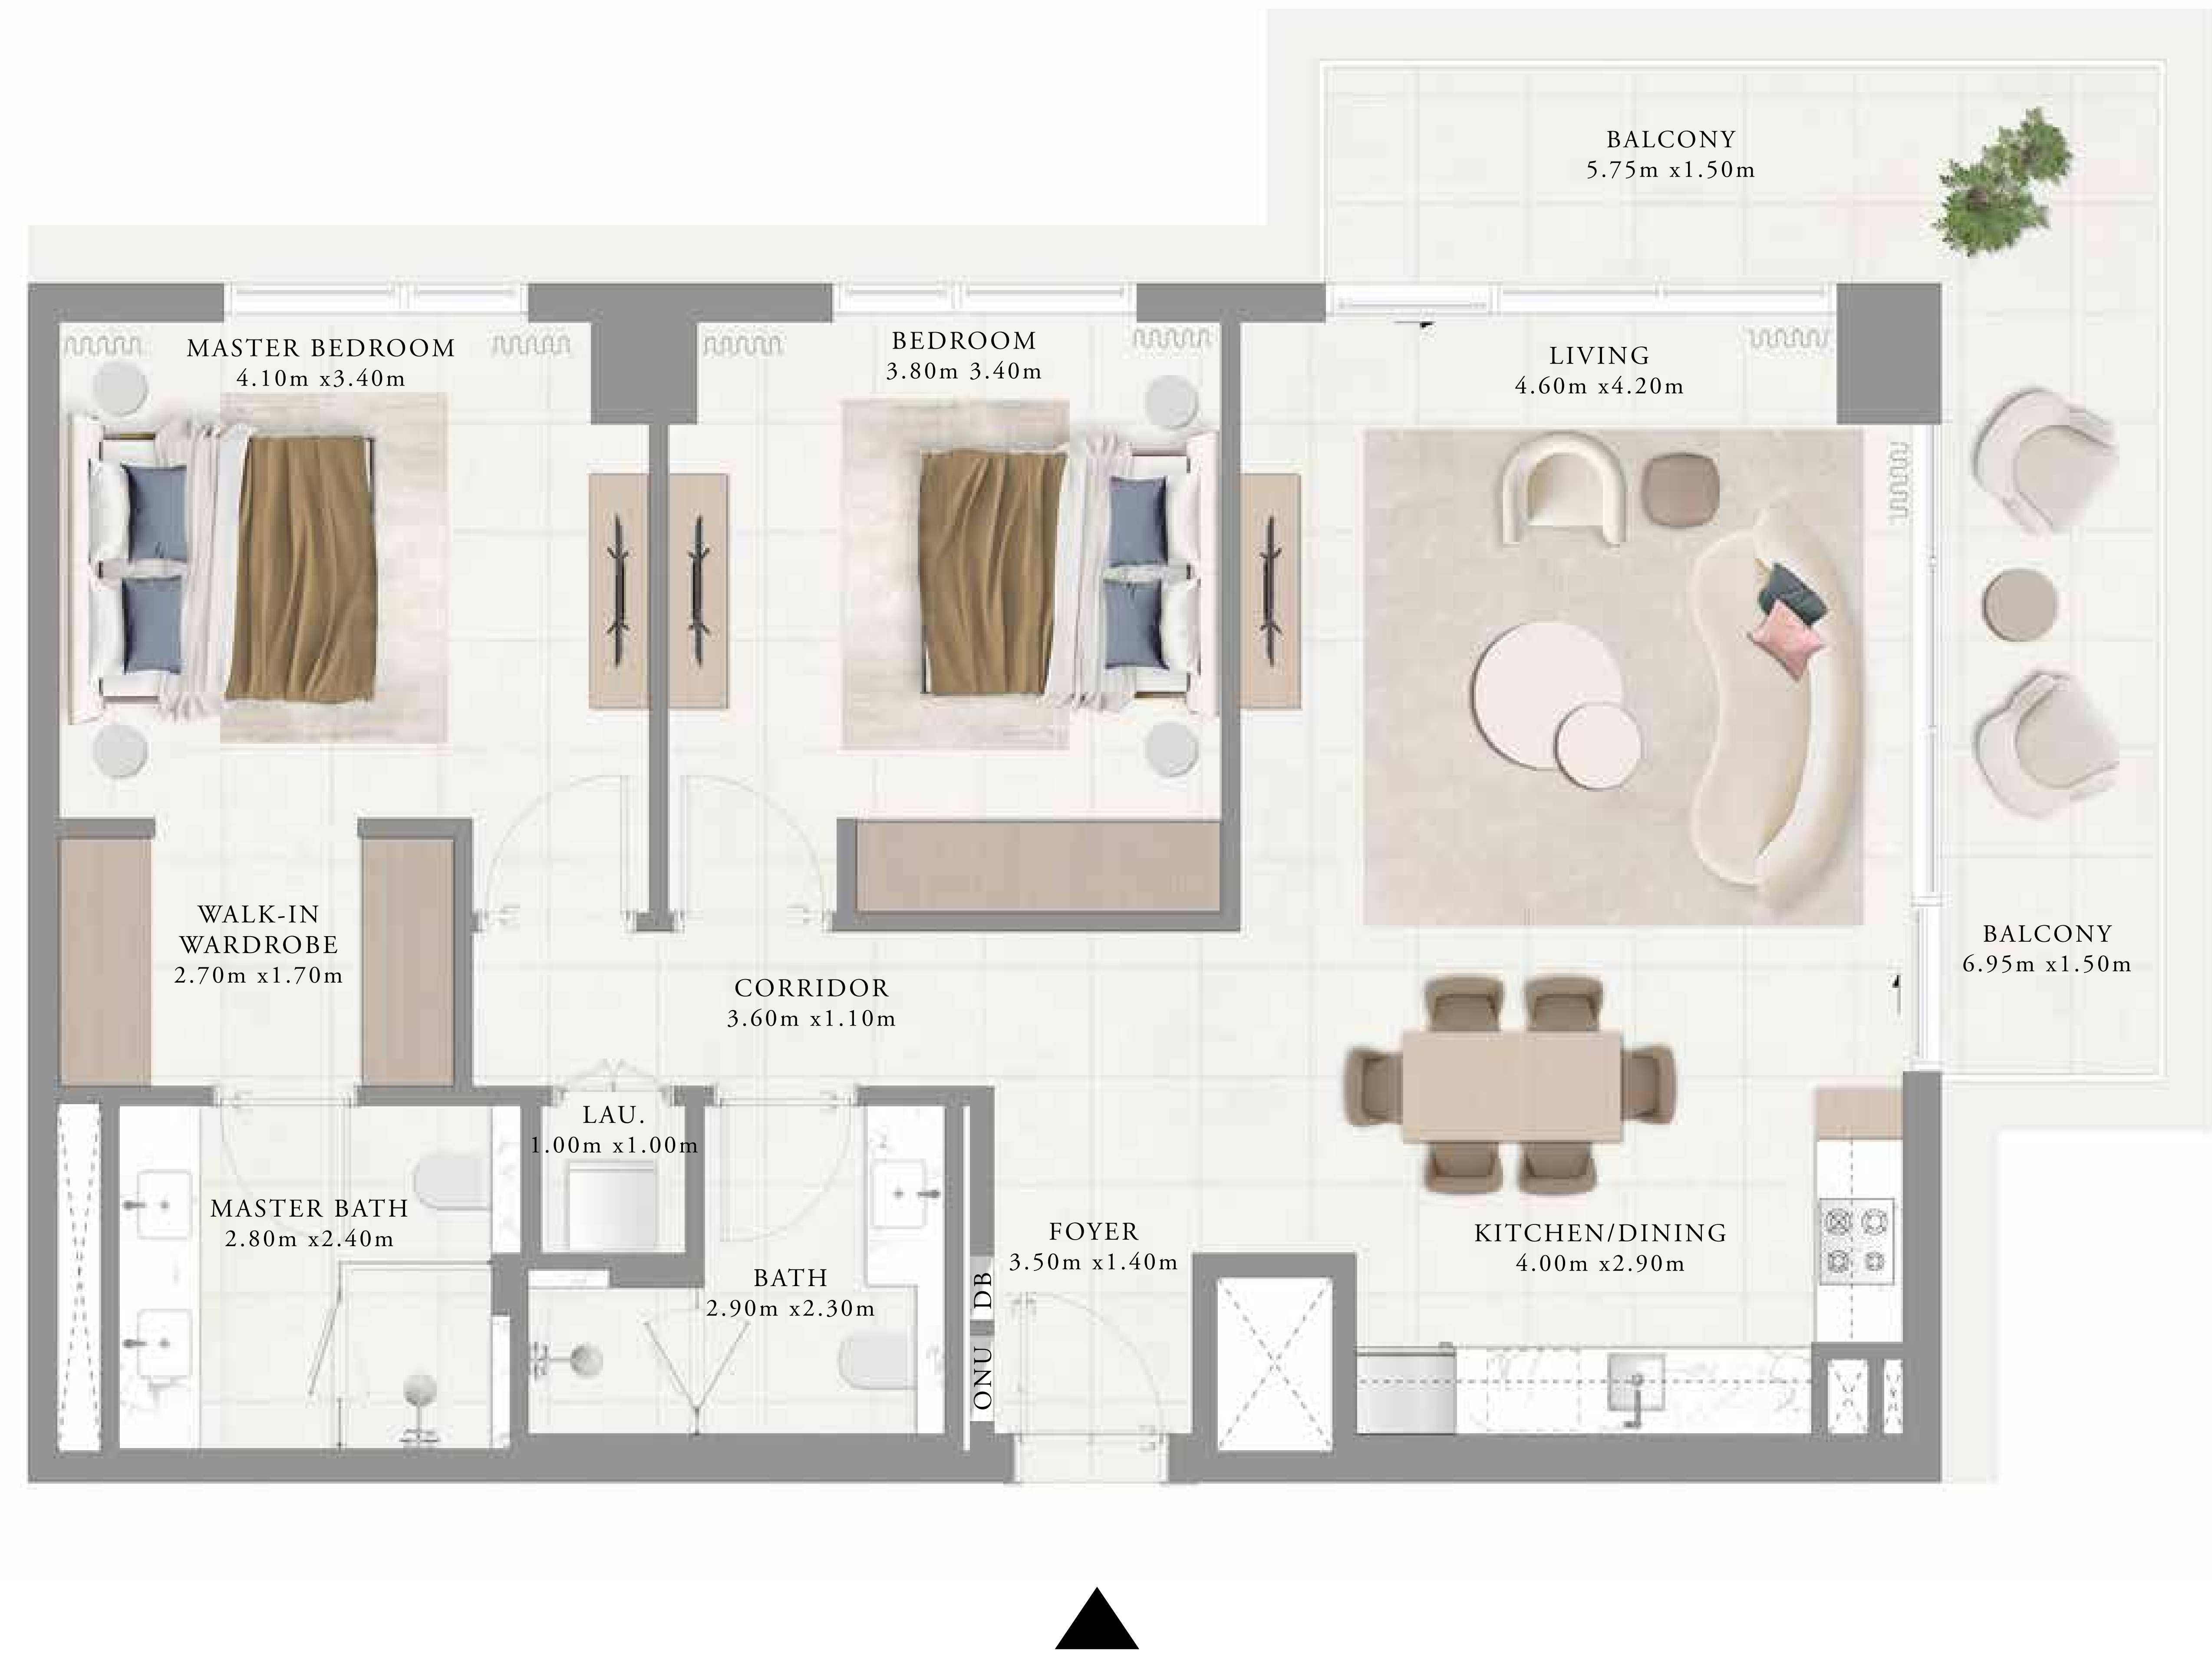 BALCONY
5.75m x1.50m
MASTER BEDROOM
4.10m x3.40m
BEDROOM
3.80m 3.40m
LIVING
4.60m x4.20m
WALK-IN
WARDROBE
2.70m x1.70m
CORRIDOR
3.60m x1.10m
BALCONY
6.95m x1.50m
LAU.
1.00m x1.00m
MASTER BATH
2.80m x2.40m
BATH
2.90m x2.30m
FOYER
3.50m x1.40m
KITCHEN/DINING
4.00m x2.90m
DB
ONU